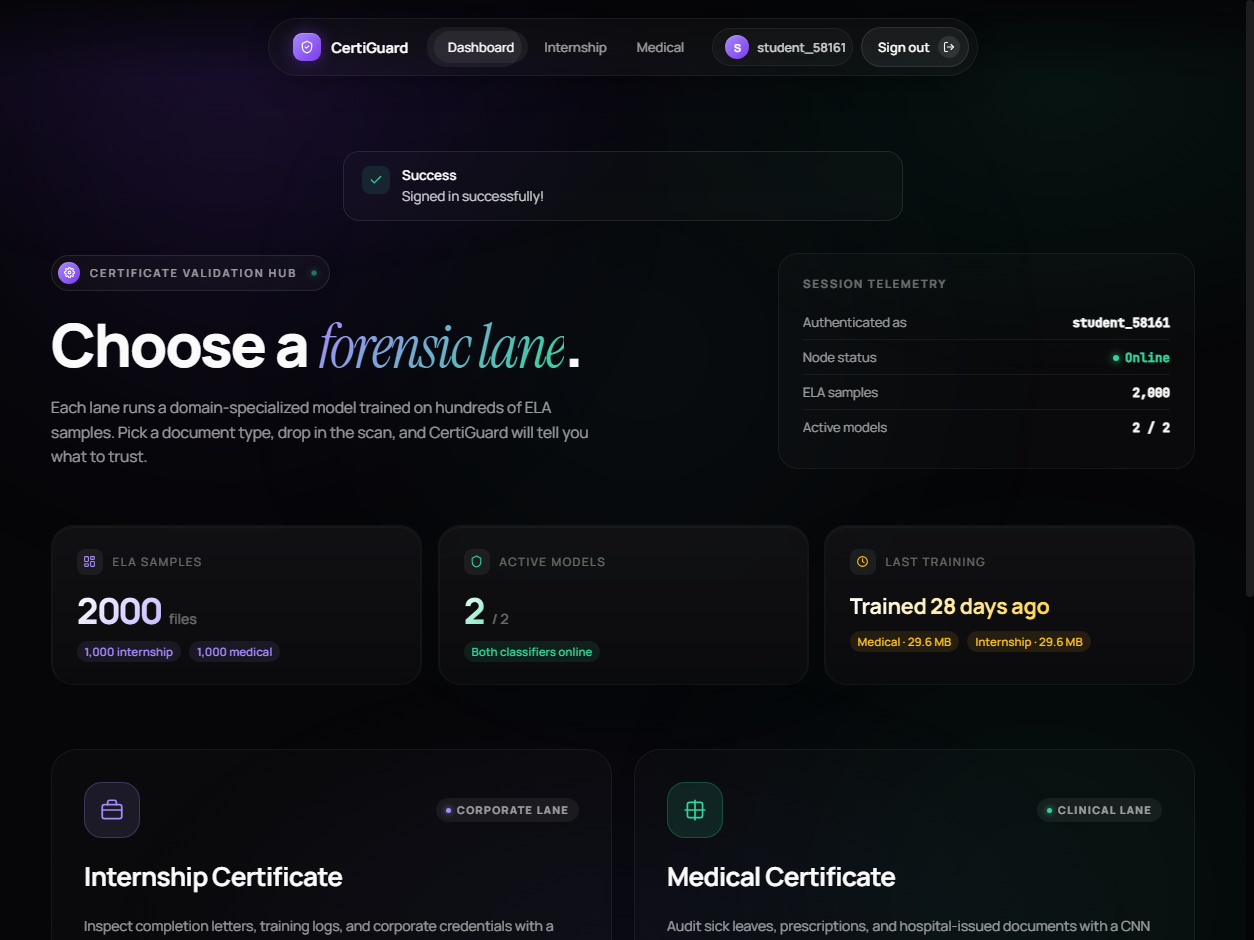 CertiGuard
Dashboard
Internship
Medical
S
student_58161
Sign out
Success
Signed in successfully!
CERTIFICATE VALIDATION HUB
Choose a forensic lane.
Each lane runs a domain-specialized model trained on hundreds of ELA
samples. Pick a document type, drop in the scan, and CertiGuard will tell you
what to trust.
SESSION TELEMETRY
Authenticated as student_58161
Node status Online
ELA samples 2,000
Active models 2 / 2
ELA SAMPLES
2000 files
1,000 internship 1,000 medical
ACTIVE MODELS
2 / 2
Both classifiers online
LAST TRAINING
Trained 28 days ago
Medical · 29.6 MB Internship · 29.6 MB
CORPORATE LANE
Internship Certificate
Inspect completion letters, training logs, and corporate credentials with a
CLINICAL LANE
Medical Certificate
Audit sick leaves, prescriptions, and hospital-issued documents with a CNN